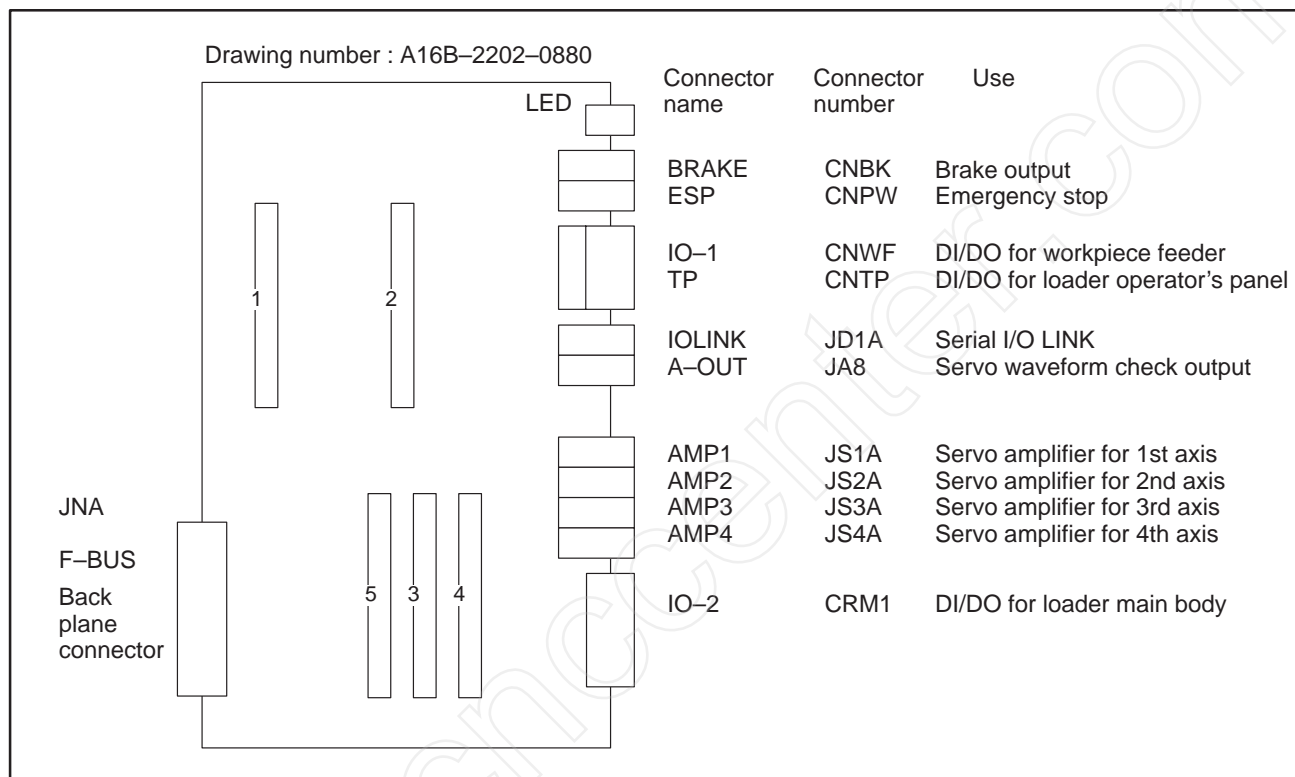 Drawing number : A16B–2202–0880
LED
Connector name Connector number Use
BRAKE CNBK Brake output
ESP CNPW Emergency stop
IO–1 CNWF DI/DO for workpiece feeder
TP CNTP DI/DO for loader operator's panel
IOLINK JD1A Serial I/O LINK
A–OUT JA8 Servo waveform check output
AMP1 JS1A Servo amplifier for 1st axis
AMP2 JS2A Servo amplifier for 2nd axis
AMP3 JS3A Servo amplifier for 3rd axis
AMP4 JS4A Servo amplifier for 4th axis
IO–2 CRM1 DI/DO for loader main body
1 2
5 3 4
JNA
F–BUS
Back
plane
connector
cnccenter.com